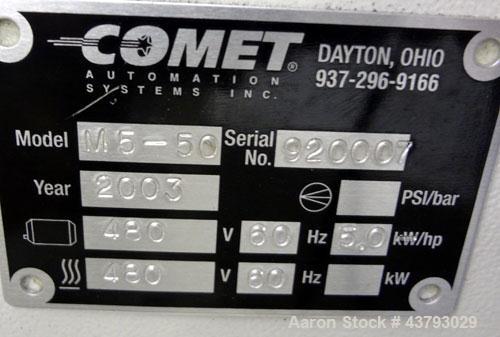 COMET® DAYTON, OHIO
AUTOMATION 937-296-9166
SYSTEMS INC.
Model M5-50 Serial No. 920007
Year 2003 PSI/bar
480 V 60 Hz 5.0 kW/hp
480 V 60 Hz kW
Aaron Stock # 43793029